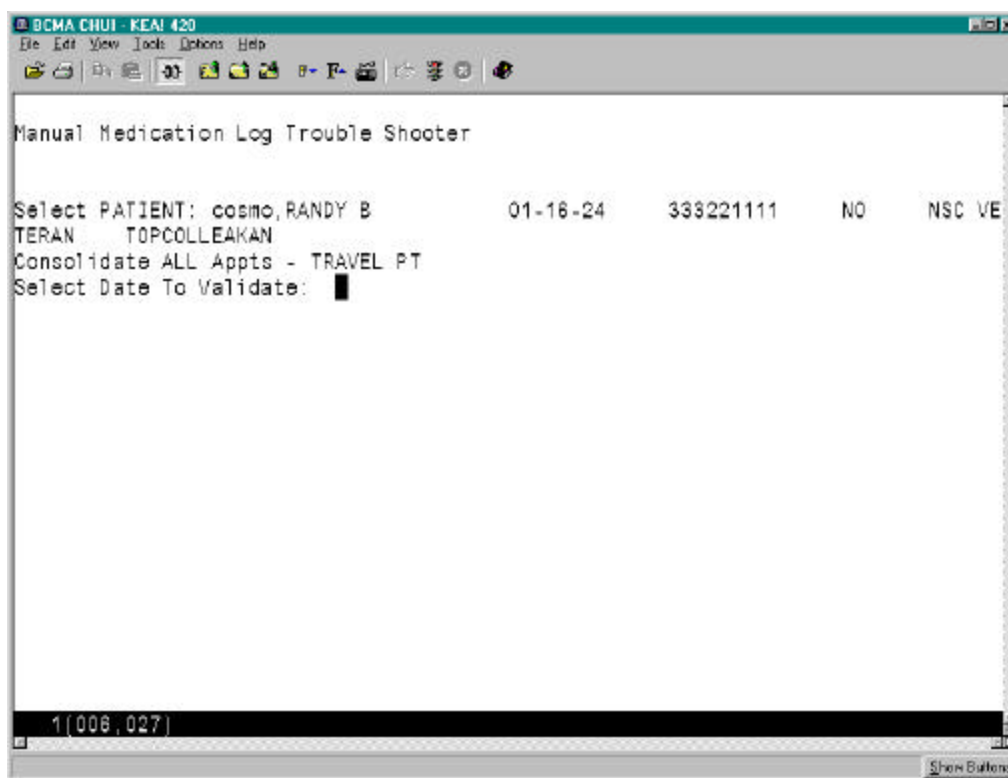 BCMA CHUI - KEA! 420
File Edit View Tools Options Help
Manual Medication Log Trouble Shooter
Select PATIENT: cosmo,RANDY B 01-16-24 333221111 NO NSC VE
TERAN TOPCOLLEAKAN
Consolidate ALL Appts - TRAVEL PT
Select Date To Validate:
1(006,027)
Show Buttons